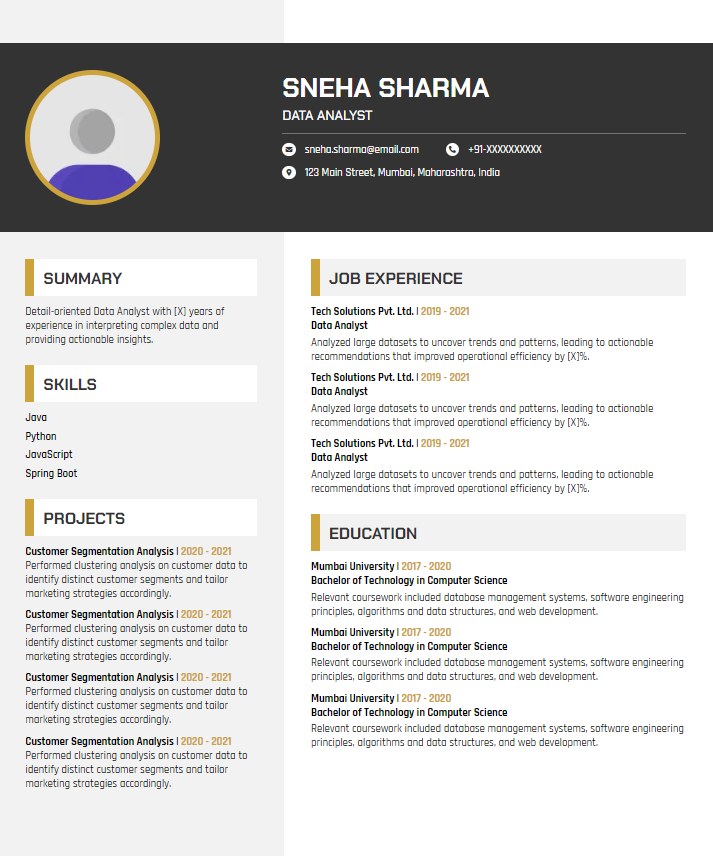 SNEHA SHARMA
DATA ANALYST
sneha.sharma@email.com
+91-XXXXXXXXXX
123 Main Street, Mumbai, Maharashtra, India
SUMMARY
Detail-oriented Data Analyst with [X] years of
experience in interpreting complex data and
providing actionable insights.
SKILLS
Java
Python
JavaScript
Spring Boot
PROJECTS
Customer Segmentation Analysis | 2020 - 2021
Performed clustering analysis on customer data to
identify distinct customer segments and tailor
marketing strategies accordingly.
Customer Segmentation Analysis | 2020 - 2021
Performed clustering analysis on customer data to
identify distinct customer segments and tailor
marketing strategies accordingly.
Customer Segmentation Analysis | 2020 - 2021
Performed clustering analysis on customer data to
identify distinct customer segments and tailor
marketing strategies accordingly.
Customer Segmentation Analysis | 2020 - 2021
Performed clustering analysis on customer data to
identify distinct customer segments and tailor
marketing strategies accordingly.
JOB EXPERIENCE
Tech Solutions Pvt. Ltd. | 2019 - 2021
Data Analyst
Analyzed large datasets to uncover trends and patterns, leading to actionable
recommendations that improved operational efficiency by [X]%.
Tech Solutions Pvt. Ltd. | 2019 - 2021
Data Analyst
Analyzed large datasets to uncover trends and patterns, leading to actionable
recommendations that improved operational efficiency by [X]%.
Tech Solutions Pvt. Ltd. | 2019 - 2021
Data Analyst
Analyzed large datasets to uncover trends and patterns, leading to actionable
recommendations that improved operational efficiency by [X]%.
EDUCATION
Mumbai University | 2017 - 2020
Bachelor of Technology in Computer Science
Relevant coursework included database management systems, software engineering
principles, algorithms and data structures, and web development.
Mumbai University | 2017 - 2020
Bachelor of Technology in Computer Science
Relevant coursework included database management systems, software engineering
principles, algorithms and data structures, and web development.
Mumbai University | 2017 - 2020
Bachelor of Technology in Computer Science
Relevant coursework included database management systems, software engineering
principles, algorithms and data structures, and web development.